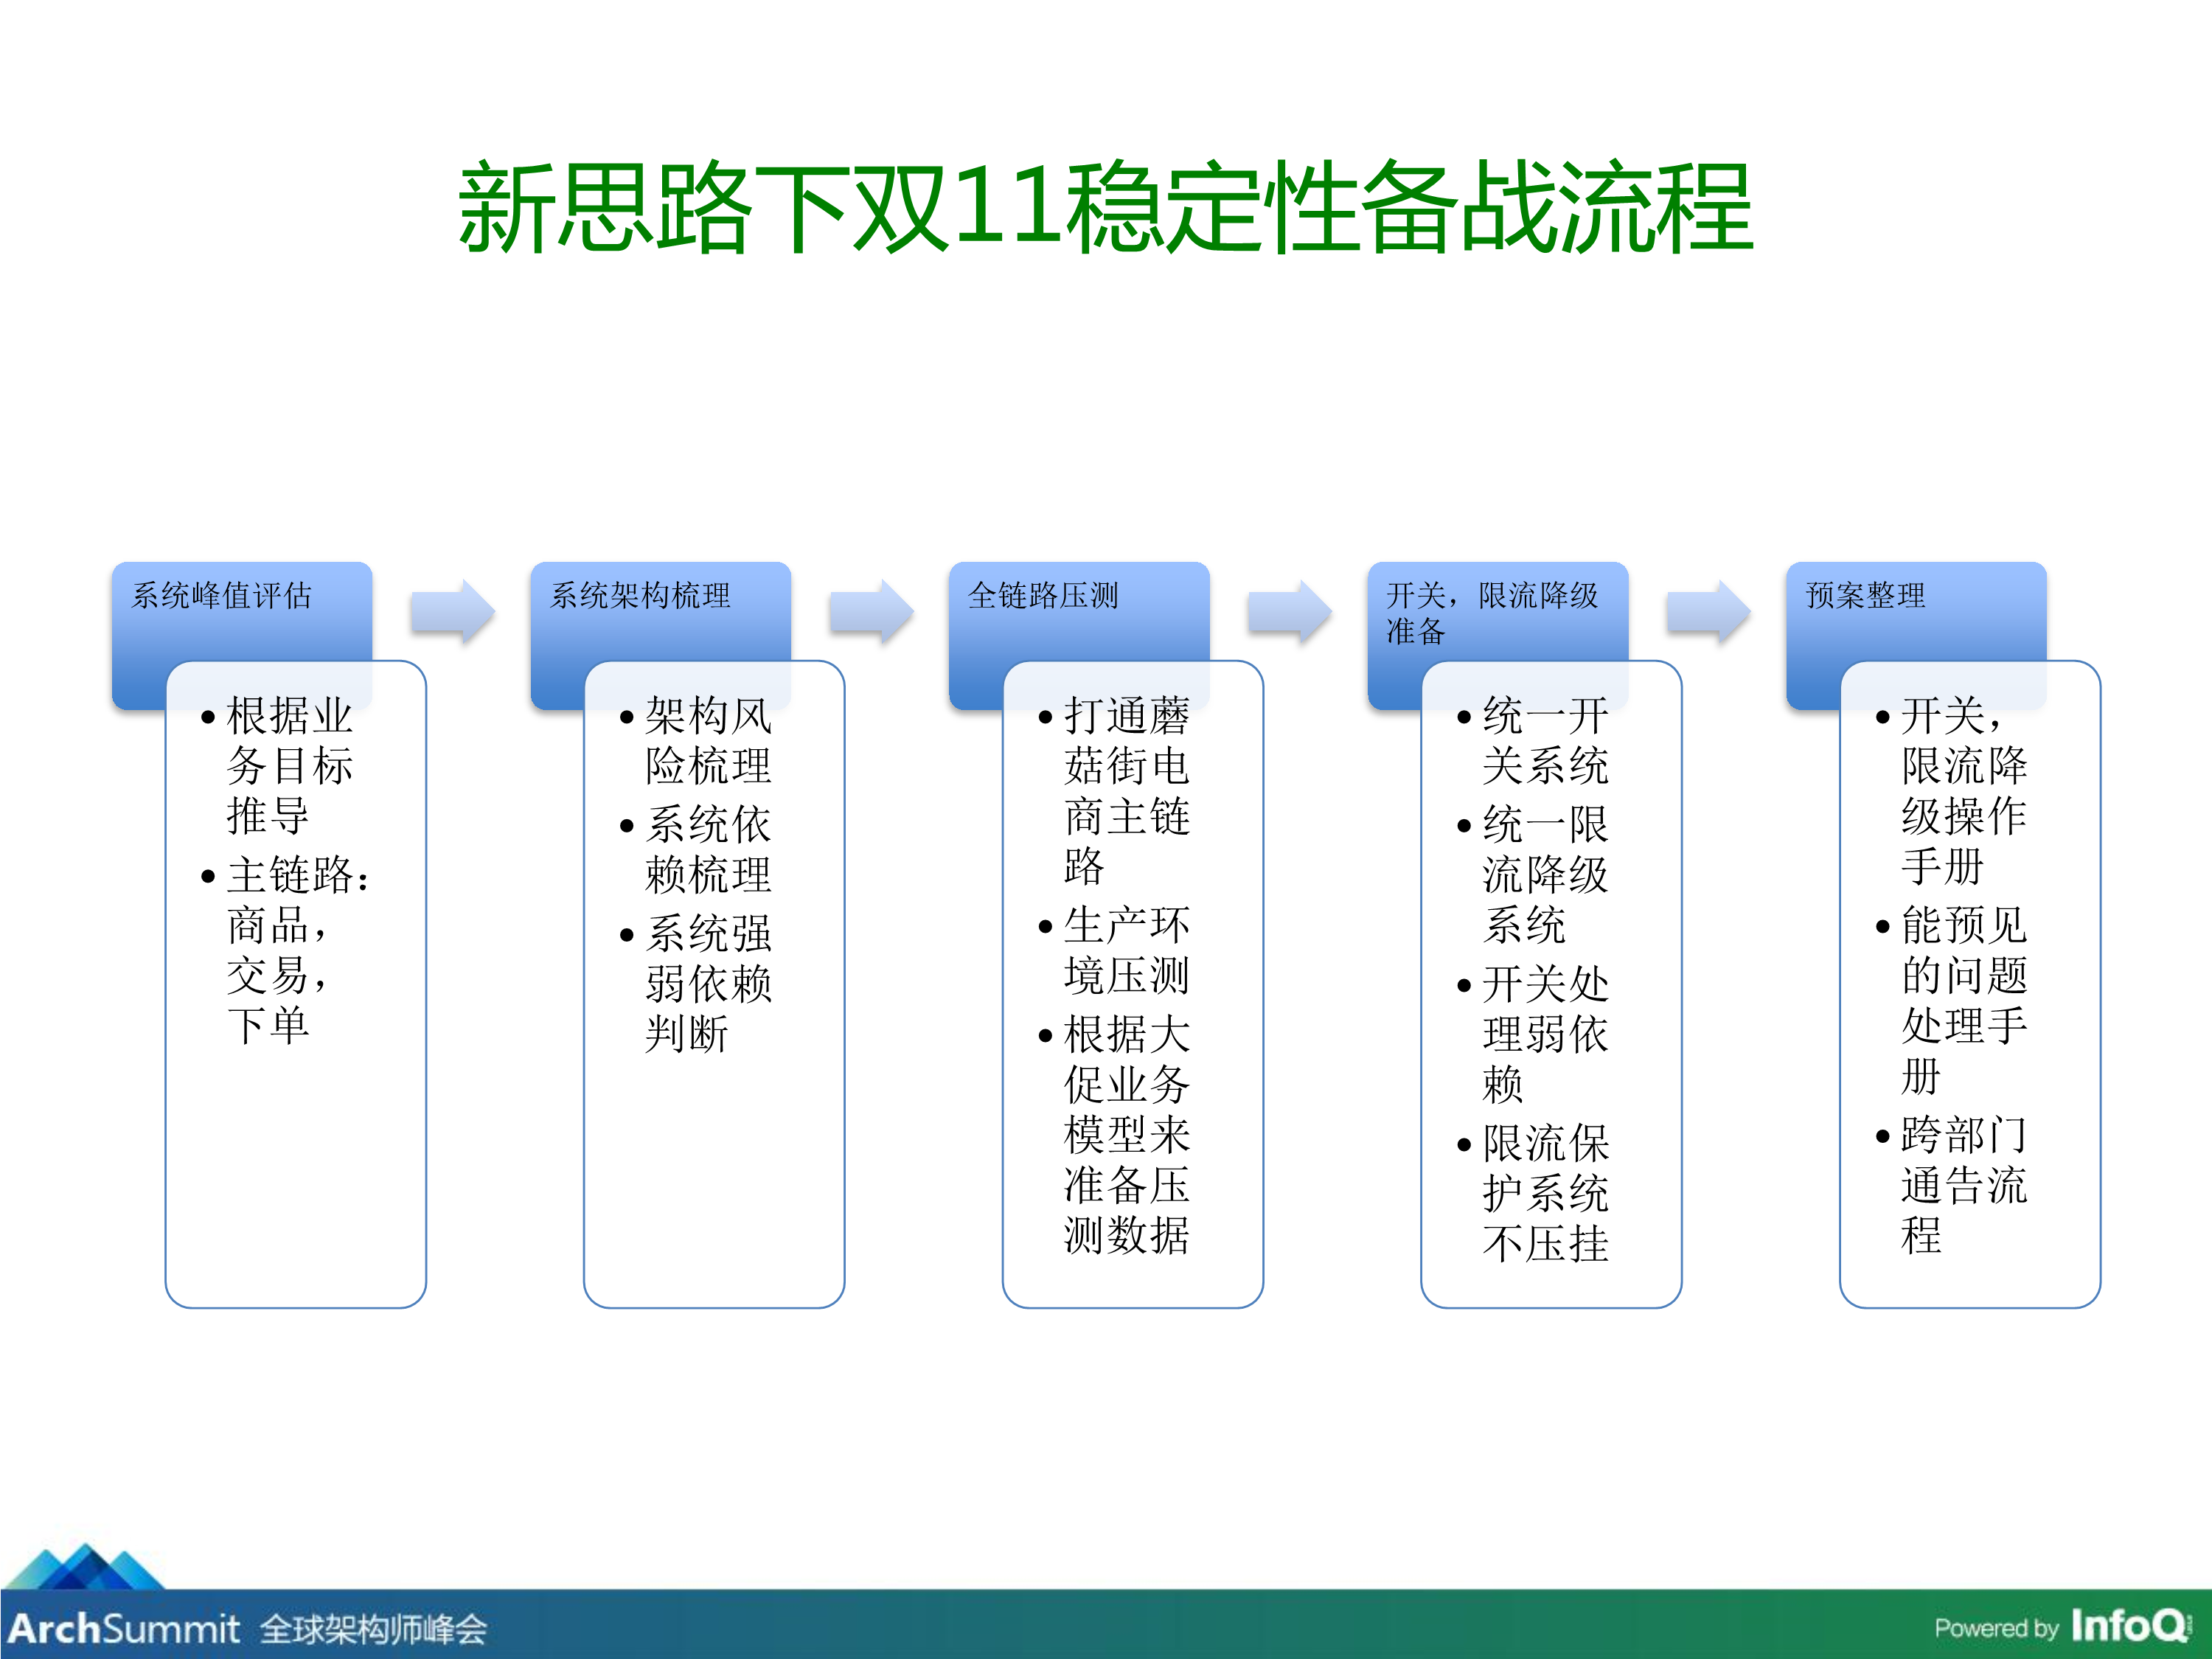 新思路下双11稳定性备战流程
系统峰值评估
• 根据业
务目标
推导
• 主链路：
商品，
交易，
下单
系统架构梳理
• 架构风
险梳理
• 系统依
赖梳理
• 系统强
弱依赖
判断
全链路压测
• 打通蘑
菇街电
商主链
路
• 生产环
境压测
• 根据大
促业务
模型来
准备压
测数据
开关，限流降级
准备
• 统一开
关系统
• 统一限
流降级
系统
• 开关处
理弱依
赖
• 限流保
护系统
不压挂
预案整理
• 开关，
限流降
级操作
手册
• 能预见
的问题
处理手
册
• 跨部门
通告流
程
ArchSummit 全球架构师峰会
Powered by InfoQ